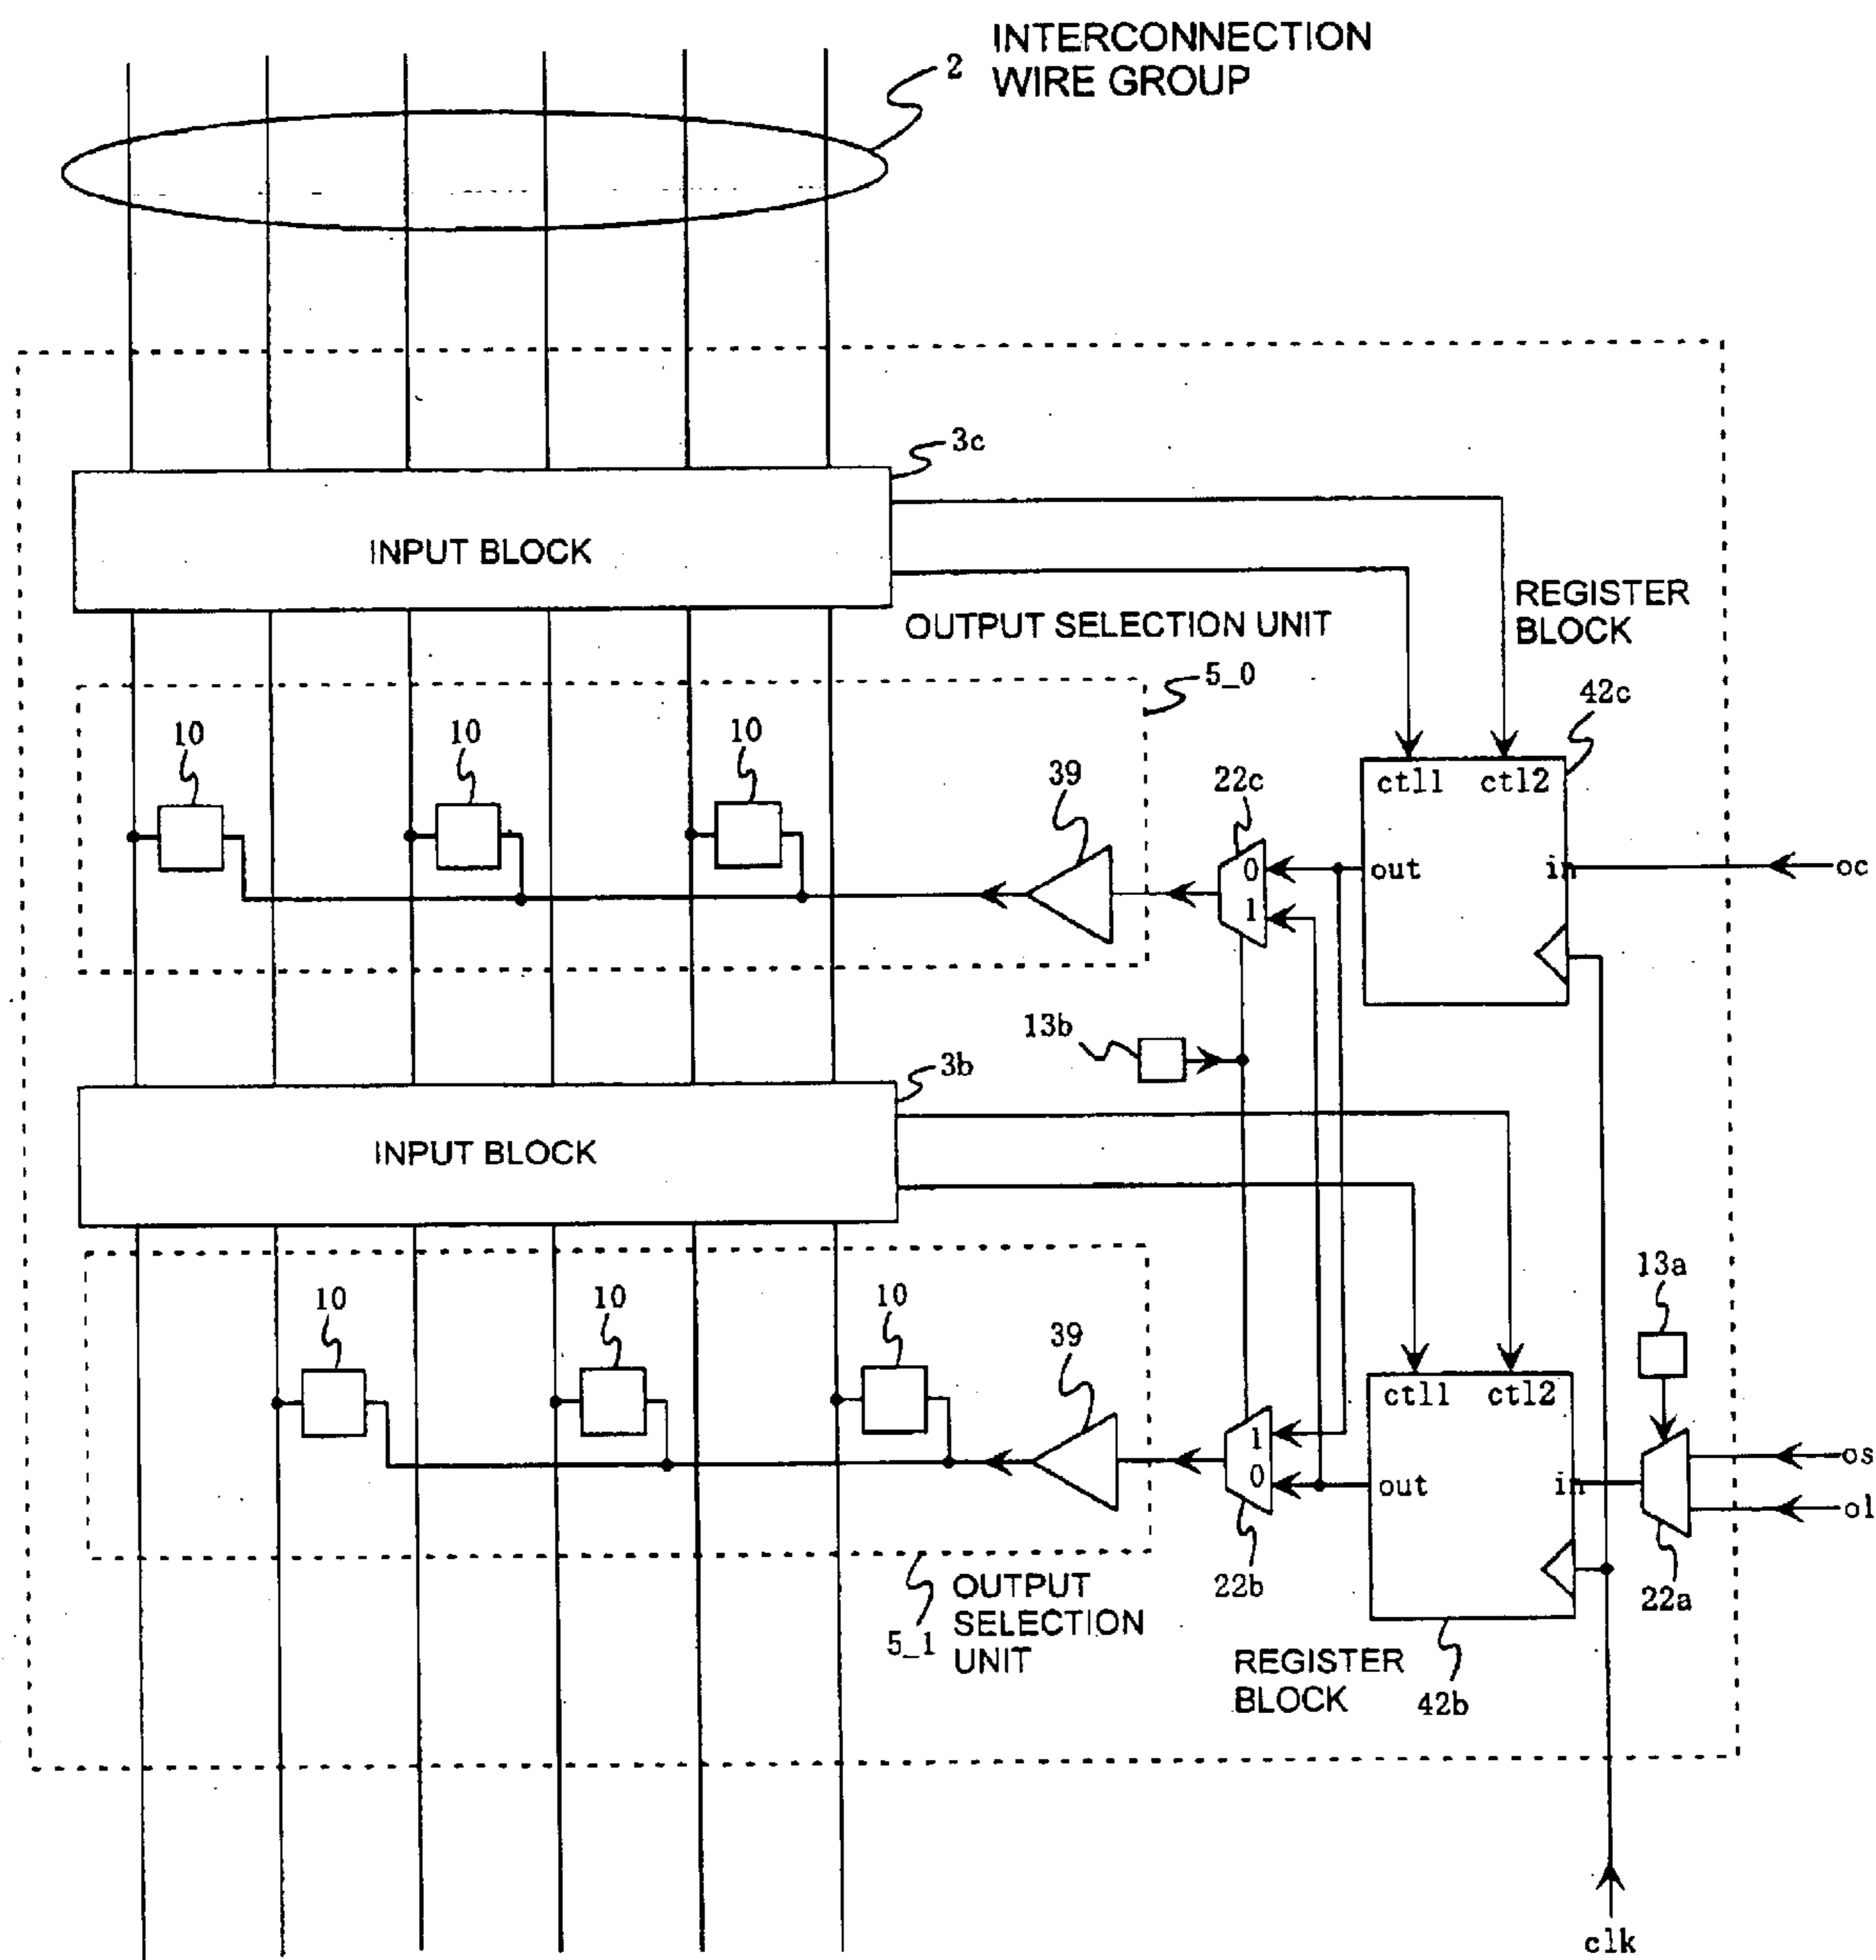 INTERCONNECTION
WIRE GROUP
2
3c
INPUT BLOCK
REGISTER
BLOCK
OUTPUT SELECTION UNIT
5_0
42c
10
10
10
39
22c
ctl1
ctl2
0
out
in
oc
1
13b
3b
INPUT BLOCK
13a
10
10
10
39
ctl1
ctl2
1
os
0
out
in
ol
22b
22a
OUTPUT
SELECTION
UNIT
5_1
REGISTER
BLOCK
42b
clk